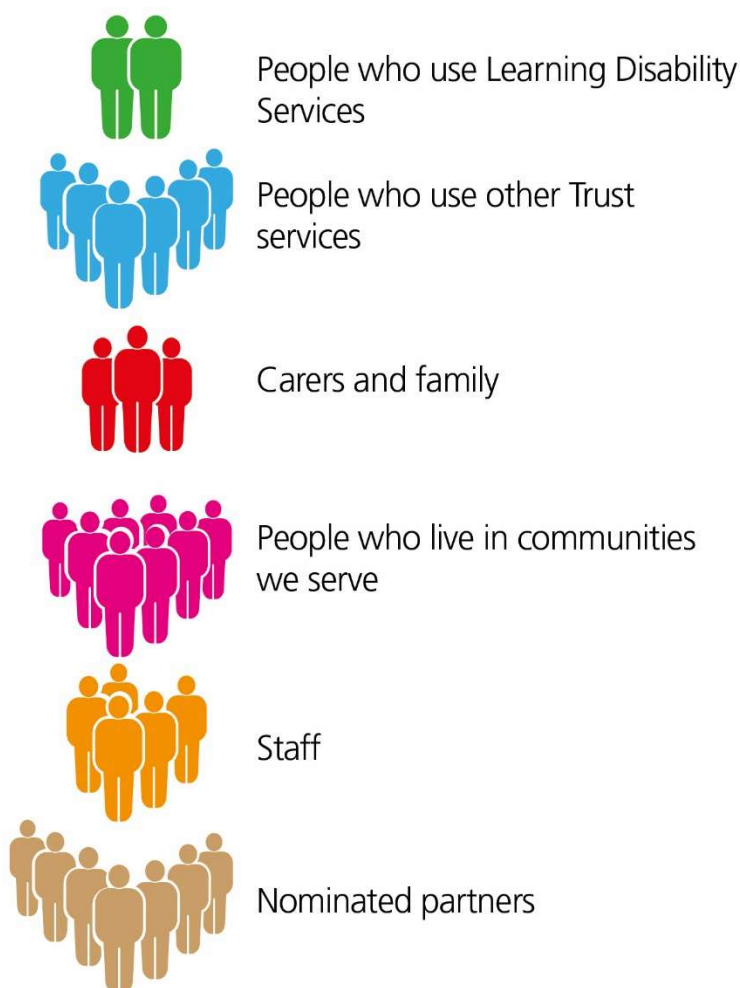 People who use Learning Disability
Services
People who use other Trust
services
Carers and family
People who live in communities
we serve
Staff
Nominated partners